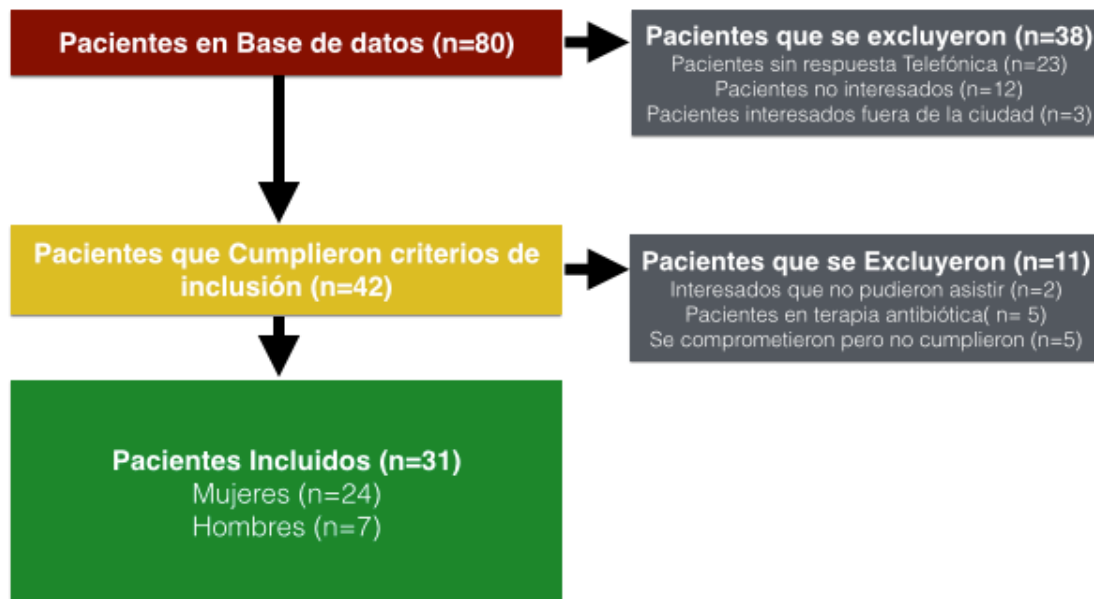 Pacientes en Base de datos (n=80)
Pacientes que se excluyeron (n=38)
Pacientes sin respuesta Telefónica (n=23)
Pacientes no interesados (n=12)
Pacientes interesados fuera de la ciudad (n=3)
Pacientes que Cumplieron criterios de
inclusión (n=42)
Pacientes que se Excluyeron (n=11)
Interesados que no pudieron asistir (n=2)
Pacientes en terapia antibiótica( n= 5)
Se comprometieron pero no cumplieron (n=5)
Pacientes Incluidos (n=31)
Mujeres (n=24)
Hombres (n=7)